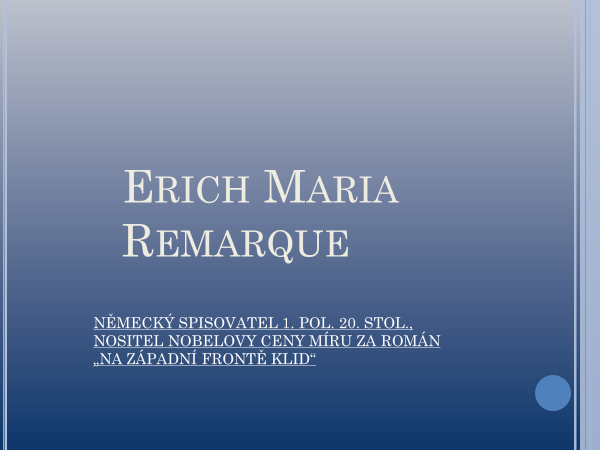 Erich Maria
Remarque
NĚMECKÝ SPISOVATEL 1. POL. 20. STOL.,
NOSITEL NOBELOVY CENY MÍRU ZA ROMÁN
„NA ZÁPADNÍ FRONTĚ KLID“